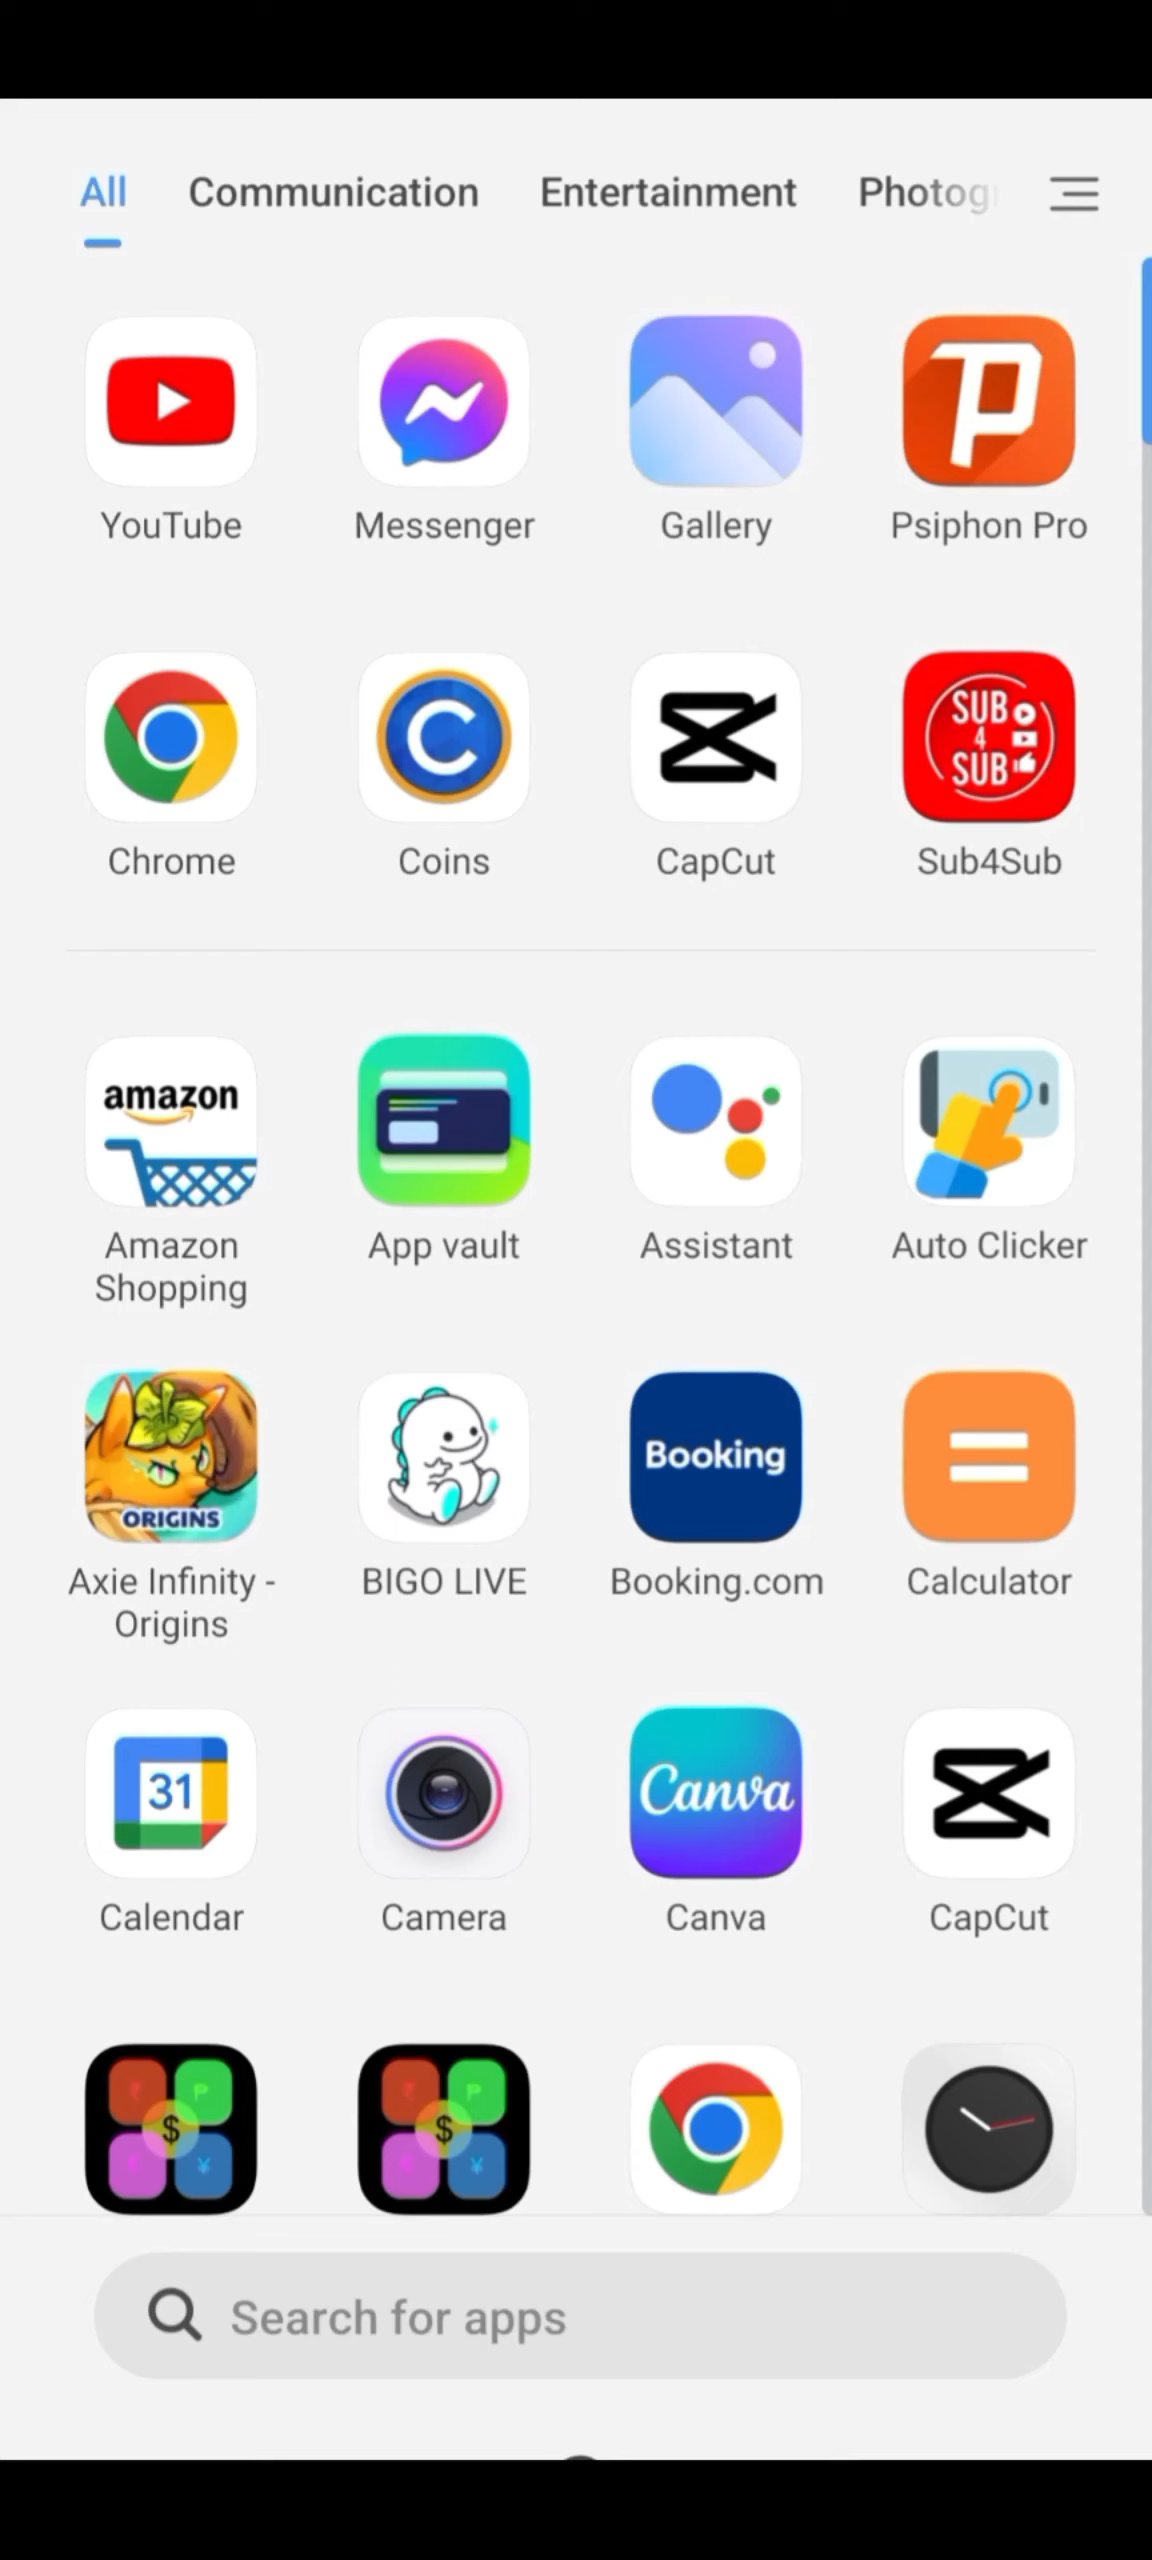 All Communication Entertainment Photog
YouTube Messenger Gallery Psiphon Pro
SUB
4
SUB
Chrome Coins CapCut Sub4Sub
amazon
Amazon
Shopping
App vault Assistant Auto Clicker
ORIGINS
Booking
Axie Infinity -
Origins
BIGO LIVE Booking.com Calculator
31
Canva
Calendar Camera Canva CapCut
₹ P
$
¥
₹ P
$
¥
Search for apps